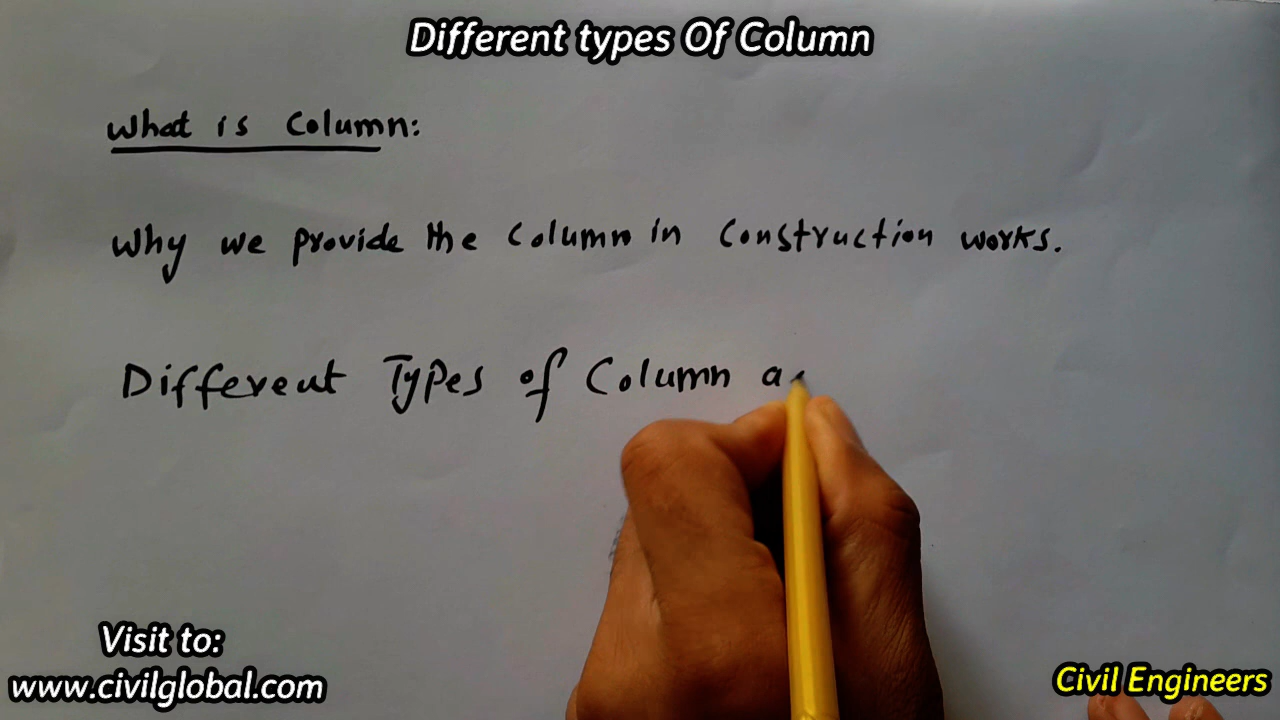 Different types Of Column
What is Column:
Why we provide the Column in Construction works.
Different Types of Column a
Visit to:
www.civilglobal.com
Civil Engineers